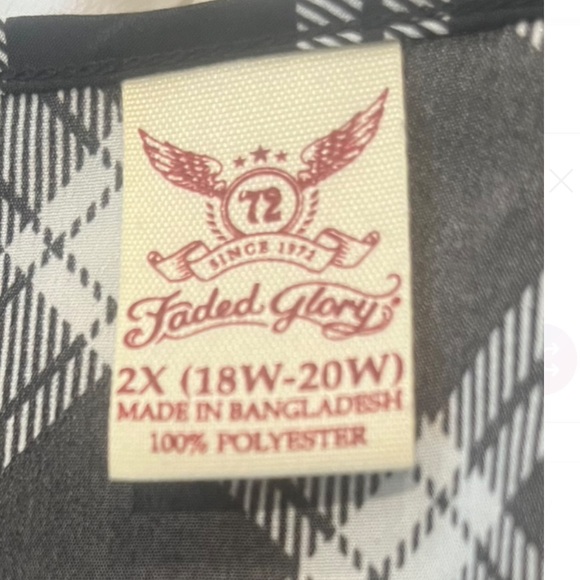 '72
SINCE 1972
Faded Glory
2X (18W-20W)
MADE IN BANGLADESH
100% POLYESTER